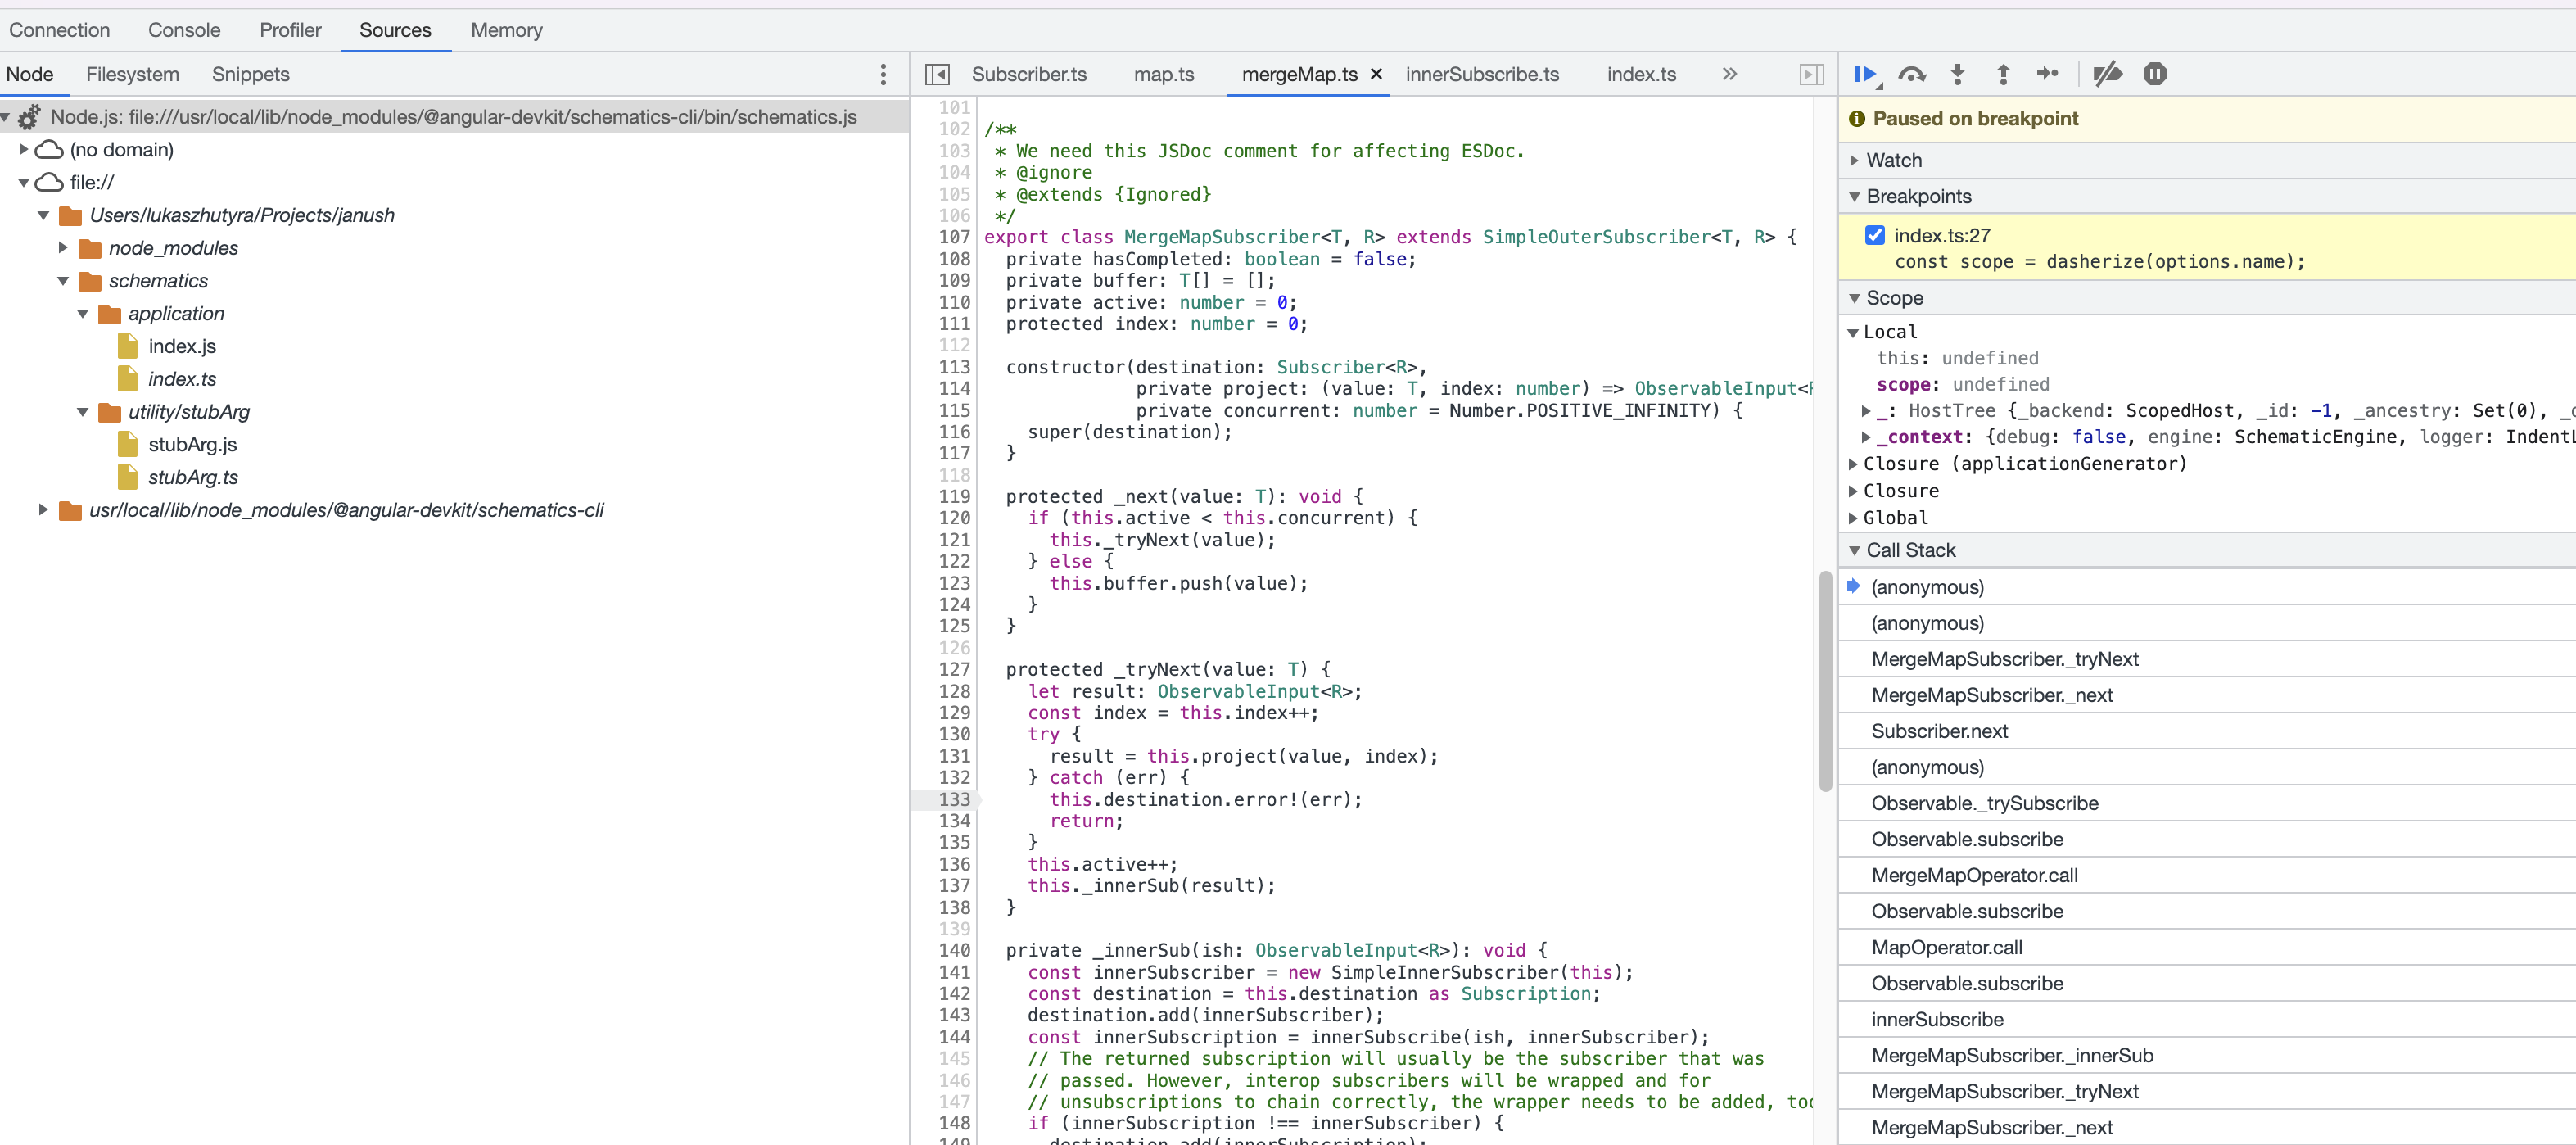 Connection Console Profiler Sources Memory
Node Filesystem Snippets
Node.js: file:///usr/local/lib/node_modules/@angular-devkit/schematics-cli/bin/schematics.js
(no domain)
file://
Users/lukaszhutyra/Projects/janush
node_modules
schematics
application
index.js
index.ts
utility/stubArg
stubArg.js
stubArg.ts
usr/local/lib/node_modules/@angular-devkit/schematics-cli
Subscriber.ts map.ts mergeMap.ts × innerSubscribe.ts index.ts »
101
102 /**
103 * We need this JSDoc comment for affecting ESDoc.
104 * @ignore
105 * @extends {Ignored}
106 */
107 export class MergeMapSubscriber<T, R> extends SimpleOuterSubscriber<T, R> {
108 private hasCompleted: boolean = false;
109 private buffer: T[] = [];
110 private active: number = 0;
111 protected index: number = 0;
112
113 constructor(destination: Subscriber<R>,
114 private project: (value: T, index: number) => ObservableInput<R
115 private concurrent: number = Number.POSITIVE_INFINITY) {
116 super(destination);
117 }
118
119 protected _next(value: T): void {
120 if (this.active < this.concurrent) {
121 this._tryNext(value);
122 } else {
123 this.buffer.push(value);
124 }
125 }
126
127 protected _tryNext(value: T) {
128 let result: ObservableInput<R>;
129 const index = this.index++;
130 try {
131 result = this.project(value, index);
132 } catch (err) {
133 this.destination.error!(err);
134 return;
135 }
136 this.active++;
137 this._innerSub(result);
138 }
139
140 private _innerSub(ish: ObservableInput<R>): void {
141 const innerSubscriber = new SimpleInnerSubscriber(this);
142 const destination = this.destination as Subscription;
143 destination.add(innerSubscriber);
144 const innerSubscription = innerSubscribe(ish, innerSubscriber);
145 // The returned subscription will usually be the subscriber that was
146 // passed. However, interop subscribers will be wrapped and for
147 // unsubscriptions to chain correctly, the wrapper needs to be added, too
148 if (innerSubscription !== innerSubscriber) {
149 destination.add(innerSubscription);
Paused on breakpoint
Watch
Breakpoints
index.ts:27
const scope = dasherize(options.name);
Scope
Local
this: undefined
scope: undefined
_: HostTree {_backend: ScopedHost, _id: -1, _ancestry: Set(0), _
_context: {debug: false, engine: SchematicEngine, logger: IndentL
Closure (applicationGenerator)
Closure
Global
Call Stack
(anonymous)
(anonymous)
MergeMapSubscriber._tryNext
MergeMapSubscriber._next
Subscriber.next
(anonymous)
Observable._trySubscribe
Observable.subscribe
MergeMapOperator.call
Observable.subscribe
MapOperator.call
Observable.subscribe
innerSubscribe
MergeMapSubscriber._innerSub
MergeMapSubscriber._tryNext
MergeMapSubscriber._next